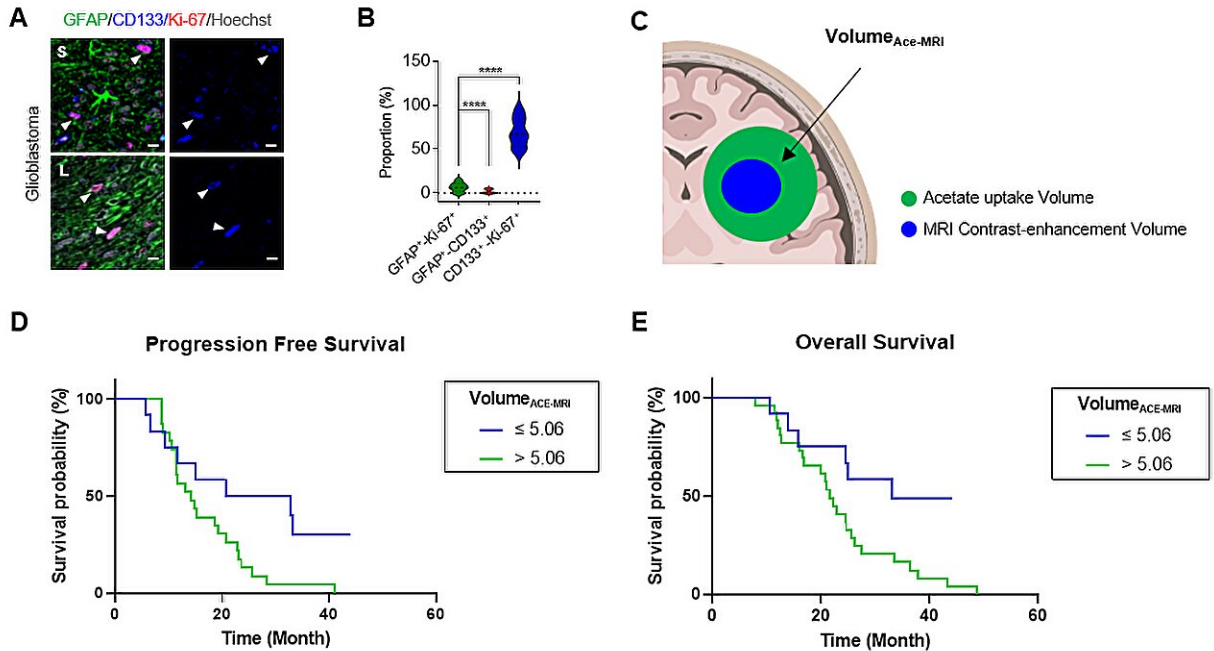 A
GFAP/CD133/Ki-67/Hoechst
Glioblastoma
S
L
B
Proportion (%)
150
100
50
0
****
****
GFAP⁺-Ki-67⁺
GFAP⁺-CD133⁺
CD133⁺-Ki-67⁺
C
Volume_Ace-MRI
Acetate uptake Volume
MRI Contrast-enhancement Volume
D
Progression Free Survival
Survival probability (%)
100
50
0
0 20 40 60
Time (Month)
Volume_ACE-MRI
≤ 5.06
> 5.06
E
Overall Survival
Survival probability (%)
100
50
0
0 20 40 60
Time (Month)
Volume_ACE-MRI
≤ 5.06
> 5.06